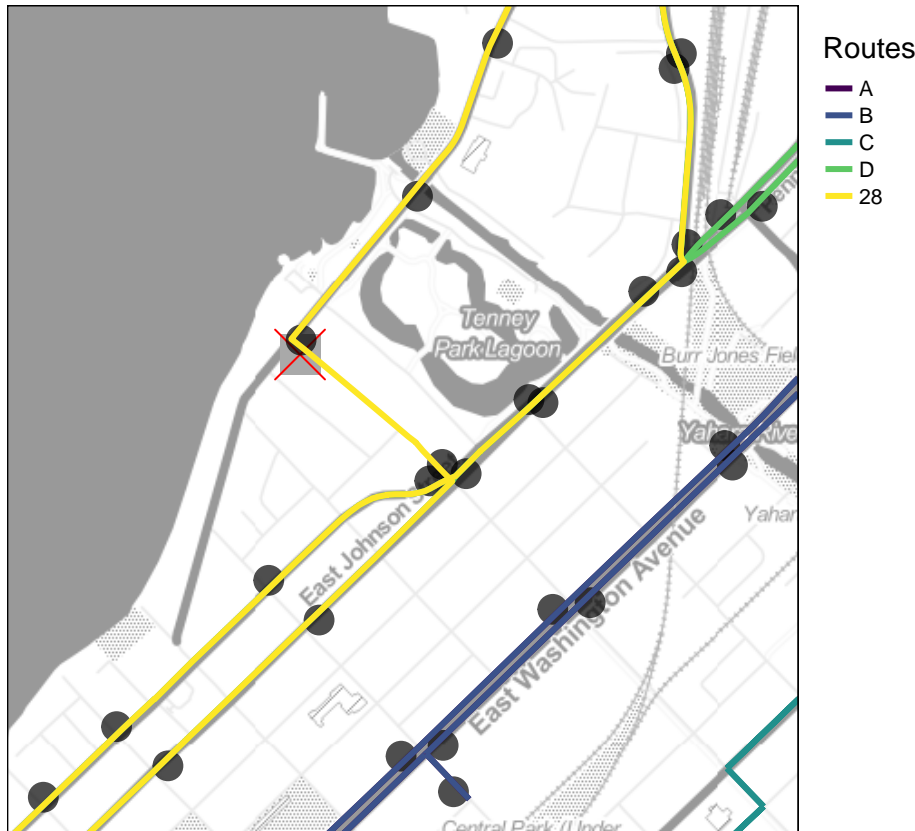 Routes
A
B
C
D
28
Tenney
Park Lagoon
Burr Jones Fiel
East Johnson
East Washington Avenue
Yahar
Central Park (Under